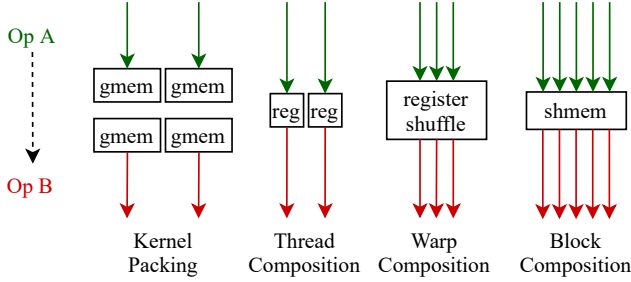 Op A
Op B
gmem gmem
gmem gmem
reg reg
register
shuffle
shmem
Kernel
Packing
Thread
Composition
Warp
Composition
Block
Composition